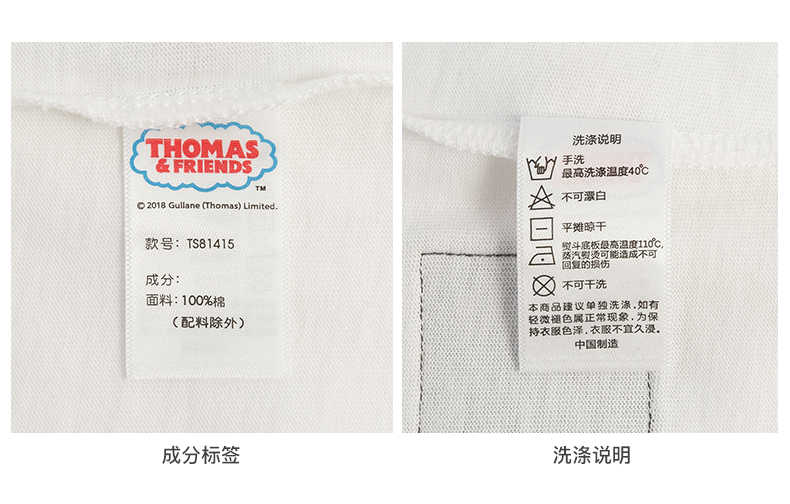 THOMAS
& FRIENDS
™
© 2018 Gullane (Thomas) Limited.
款号: TS81415
成分:
面料: 100%棉
(配料除外)
成分标签
洗涤说明
手洗
最高洗涤温度40℃
不可漂白
平摊晾干
熨斗底板最高温度110℃,
蒸汽熨烫可能造成不可
回复的损伤
不可干洗
本商品建议单独洗涤, 如有
轻微褪色属正常现象, 为保
持衣服色泽, 衣服不宜久浸。
中国制造
洗涤说明